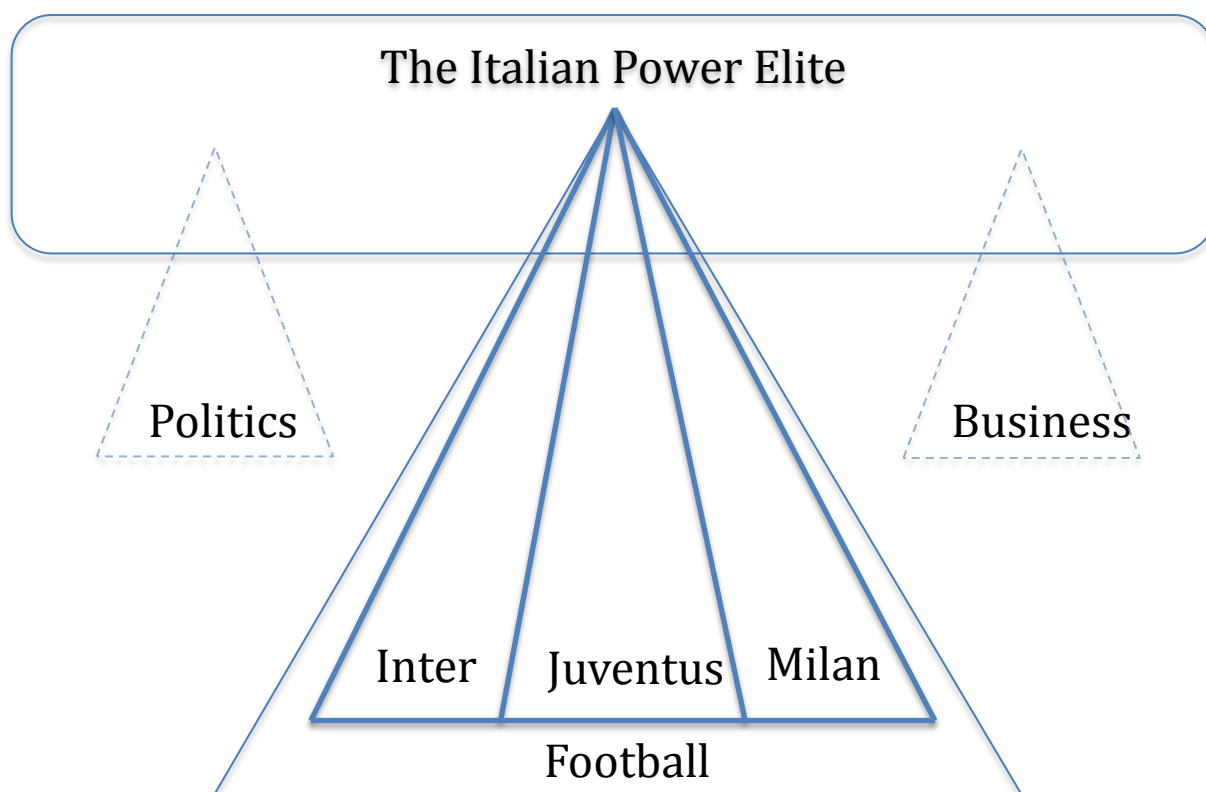 The Italian Power Elite
Politics
Business
Inter
Juventus
Milan
Football